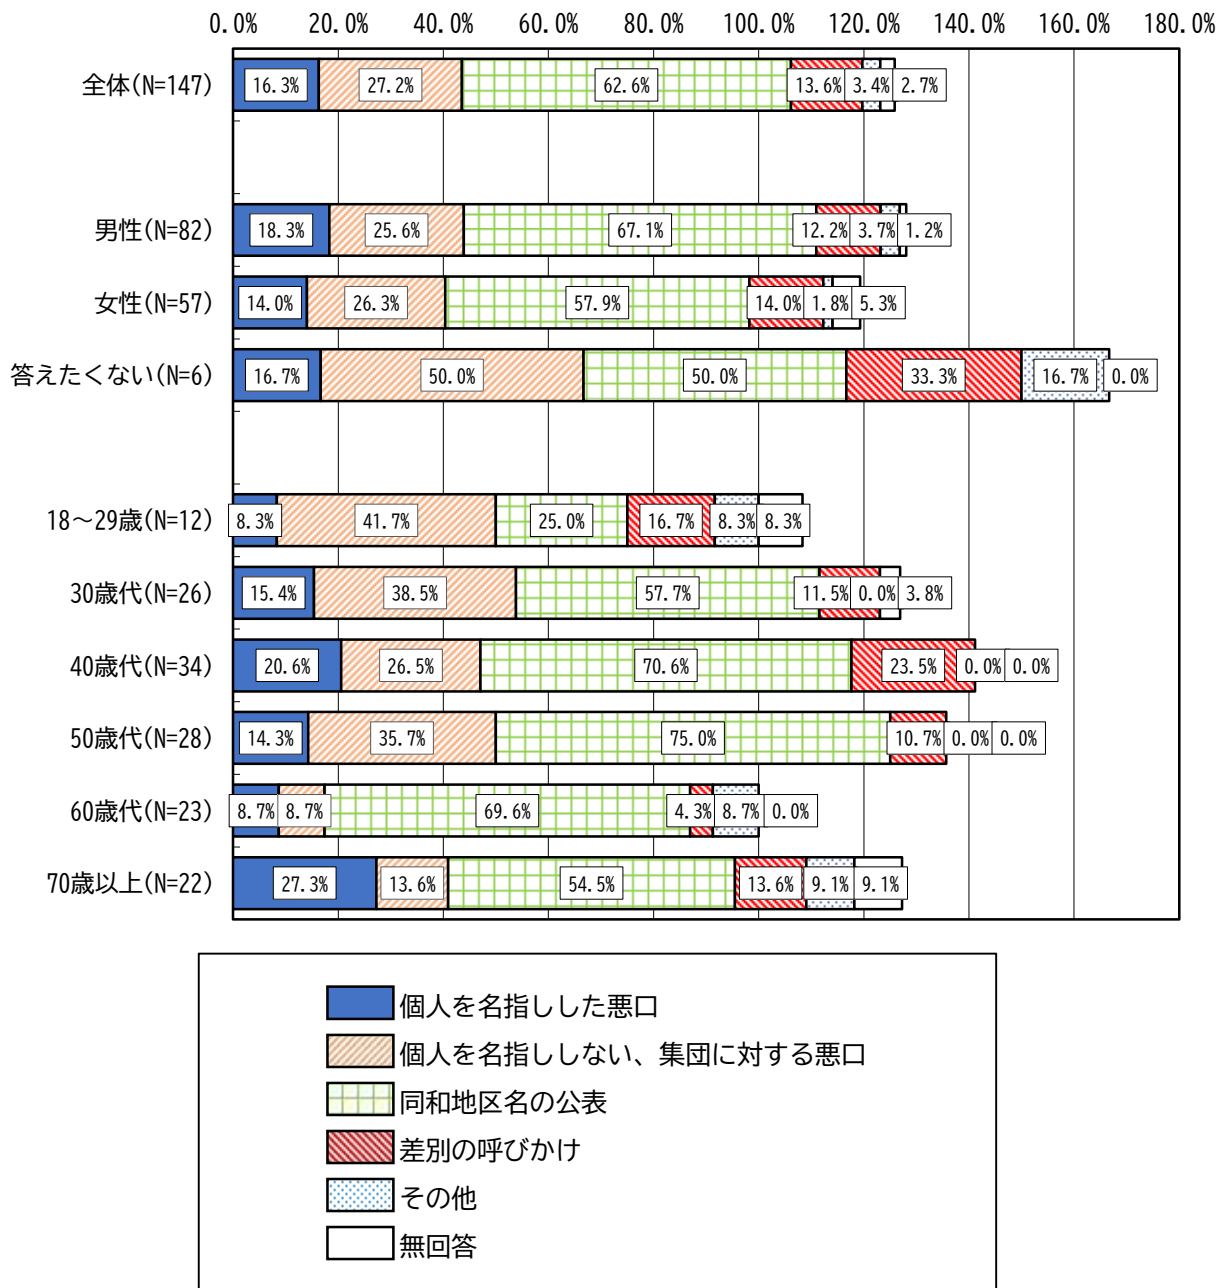 0.0% 20.0% 40.0% 60.0% 80.0% 100.0% 120.0% 140.0% 160.0% 180.0%
全体(N=147) 16.3% 27.2% 62.6% 13.6% 3.4% 2.7%
男性(N=82) 18.3% 25.6% 67.1% 12.2% 3.7% 1.2%
女性(N=57) 14.0% 26.3% 57.9% 14.0% 1.8% 5.3%
答えたくない(N=6) 16.7% 50.0% 50.0% 33.3% 16.7% 0.0%
18～29歳(N=12) 8.3% 41.7% 25.0% 16.7% 8.3% 8.3%
30歳代(N=26) 15.4% 38.5% 57.7% 11.5% 0.0% 3.8%
40歳代(N=34) 20.6% 26.5% 70.6% 23.5% 0.0% 0.0%
50歳代(N=28) 14.3% 35.7% 75.0% 10.7% 0.0% 0.0%
60歳代(N=23) 8.7% 8.7% 69.6% 4.3% 8.7% 0.0%
70歳以上(N=22) 27.3% 13.6% 54.5% 13.6% 9.1% 9.1%
個人を名指しした悪口
個人を名指ししない、集団に対する悪口
同和地区名の公表
差別の呼びかけ
その他
無回答